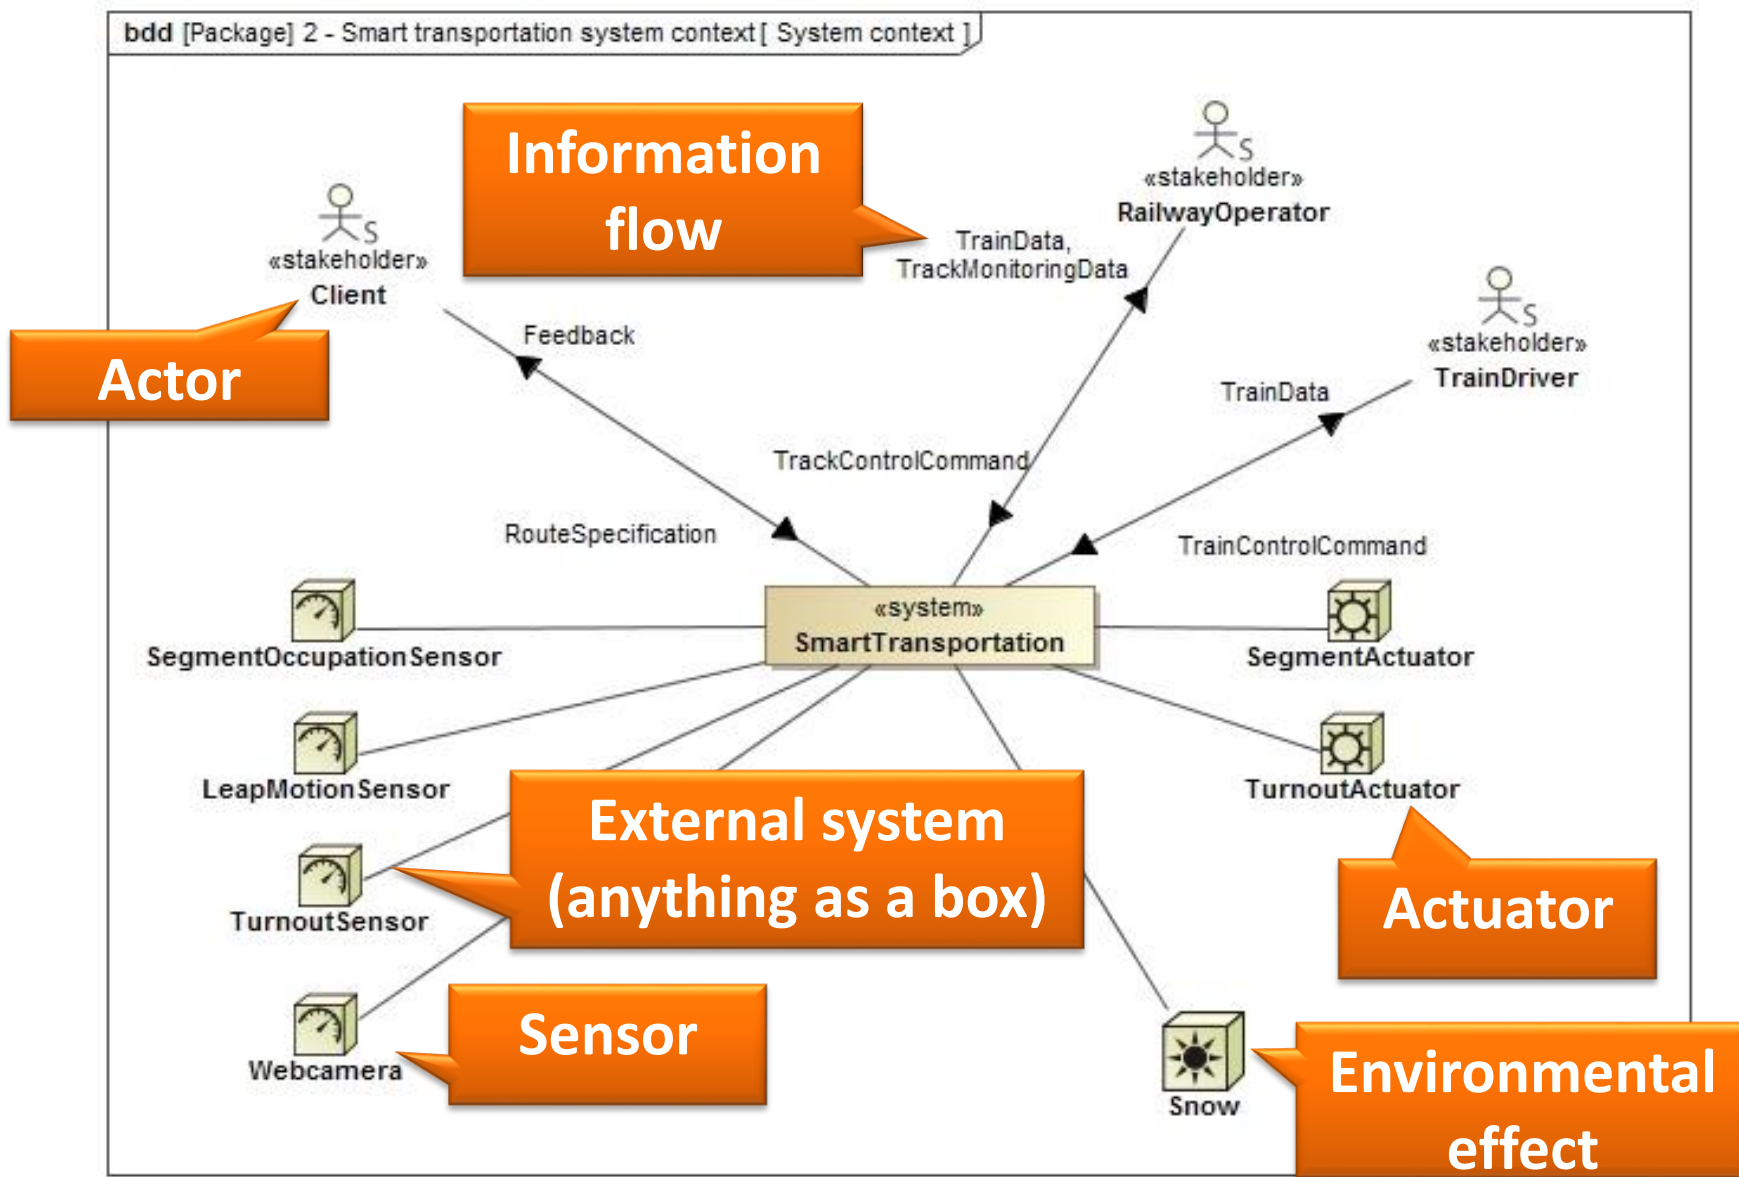 bdd [Package] 2 - Smart transportation system context [ System context ]
Information
flow
S
«stakeholder»
RailwayOperator
S
«stakeholder»
Client
TrainData,
TrackMonitoringData
S
«stakeholder»
TrainDriver
Actor
Feedback
TrainData
TrackControlCommand
RouteSpecification
TrainControlCommand
«system»
SmartTransportation
SegmentOccupationSensor
SegmentActuator
LeapMotionSensor
TurnoutActuator
External system
(anything as a box)
TurnoutSensor
Actuator
Sensor
Webcamera
Snow
Environmental
effect